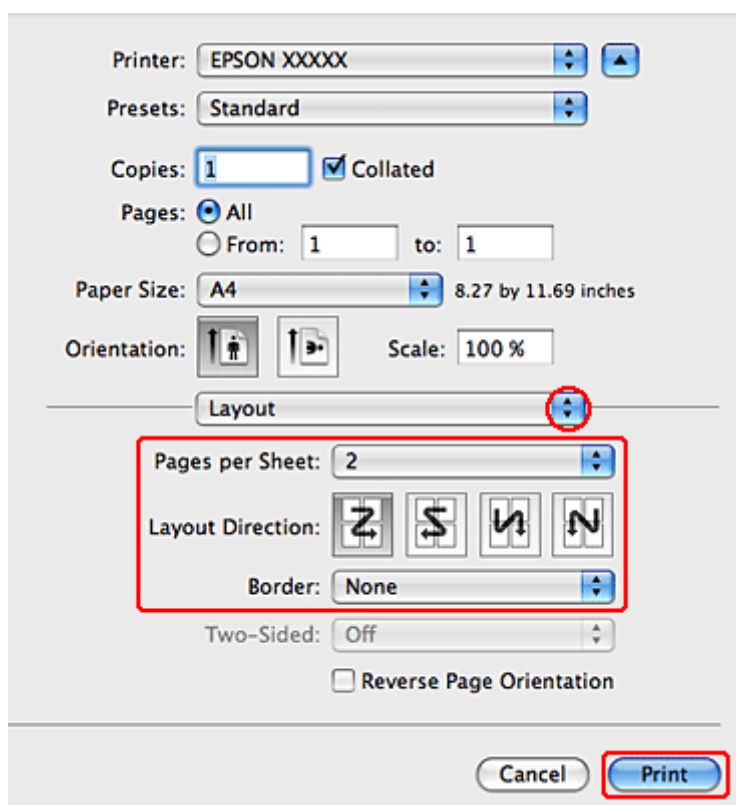 Printer: EPSON XXXXX
Presets: Standard
Copies: 1 Collated
Pages: All
From: 1 to: 1
Paper Size: A4 8.27 by 11.69 inches
Orientation: Scale: 100 %
Layout
Pages per Sheet: 2
Layout Direction:
Border: None
Two-Sided: Off
Reverse Page Orientation
Cancel Print